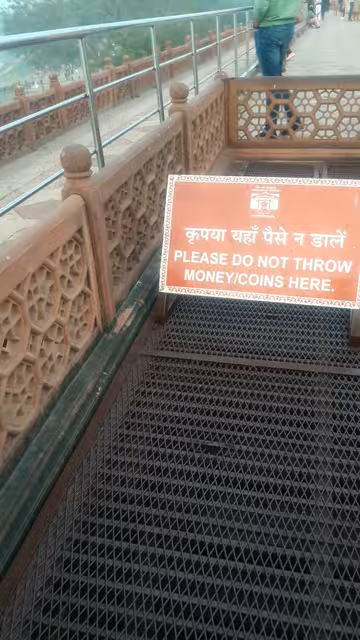 कृपया यहाँ पैसे न डालें
PLEASE DO NOT THROW
MONEY/COINS HERE.